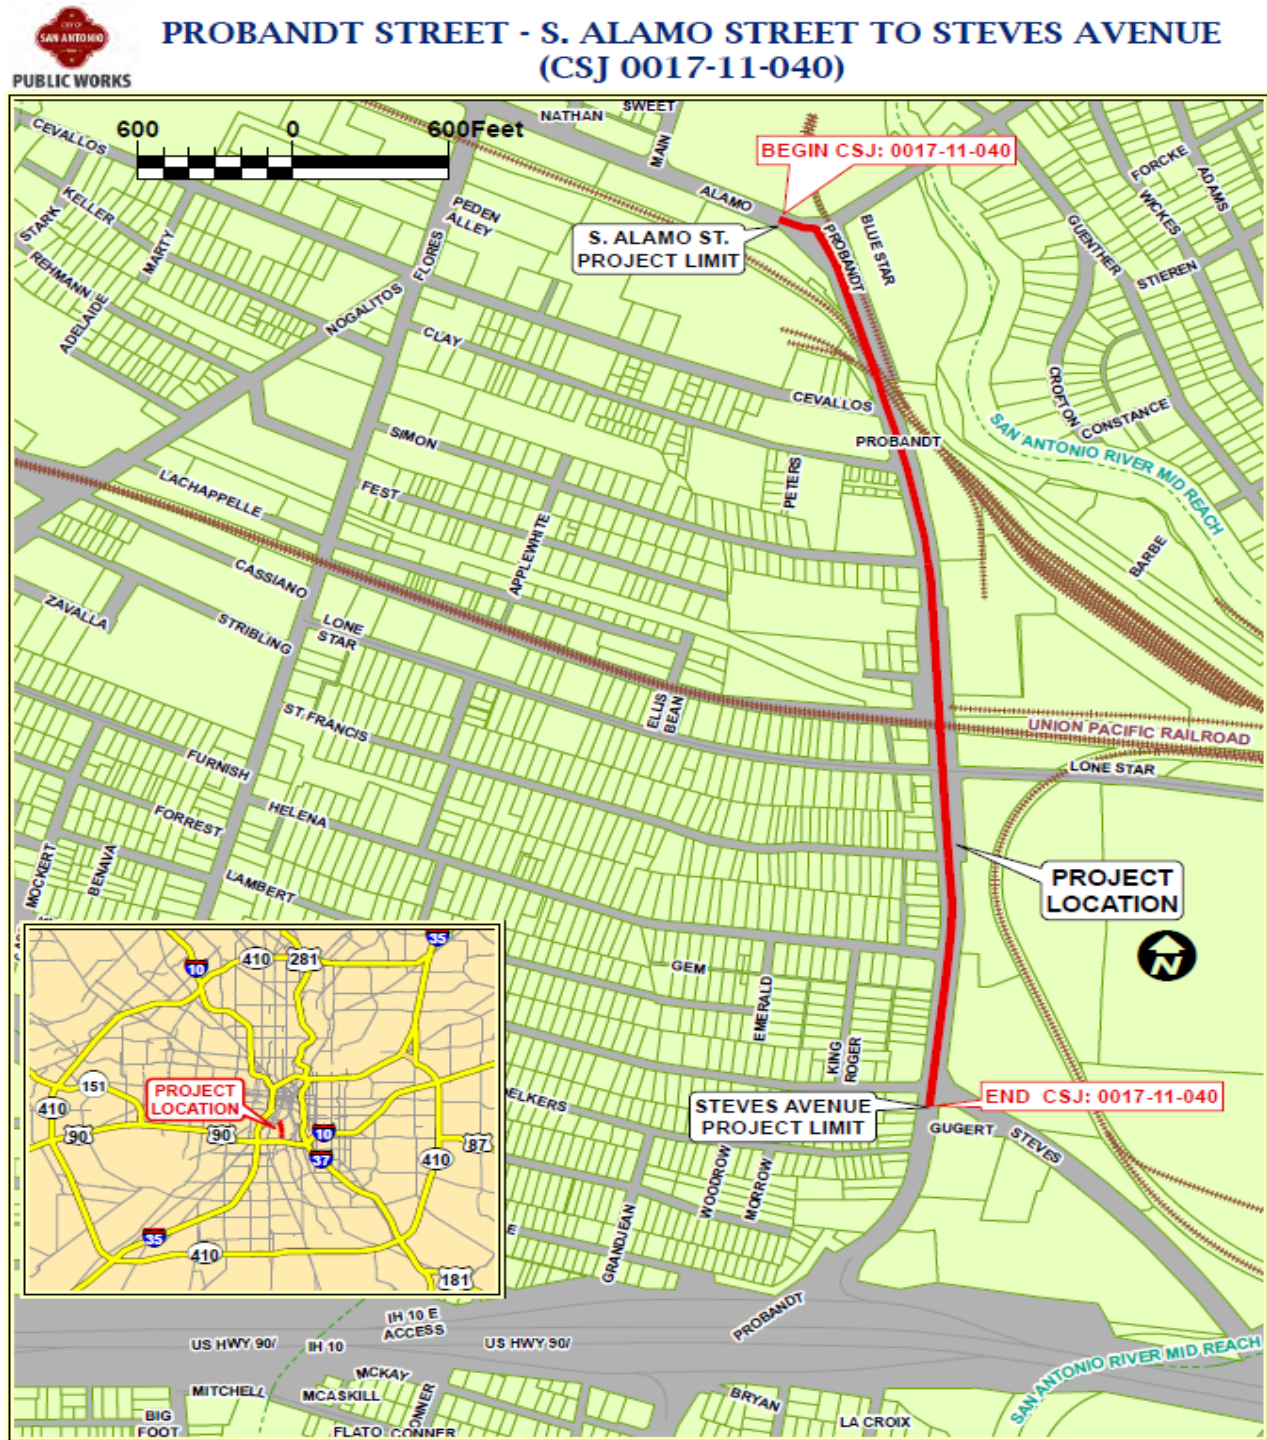 CITY OF
SAN ANTONIO
PUBLIC WORKS
PROBANDT STREET - S. ALAMO STREET TO STEVES AVENUE
(CSJ 0017-11-040)
600
0
600Feet
CEVALLOS
NATHAN
SWEET
MAIN
BEGIN CSJ: 0017-11-040
FORCKE
ADAMS
WICKES
KELLER
STARK
MARTY
PEDEN
ALLEY
ALAMO
S. ALAMO ST.
PROJECT LIMIT
PROBANDT
BLUE STAR
GUENTHER
STIEREN
REHMANN
ADELAIDE
FLORES
NOGALITOS
CLAY
CEVALLOS
CROFTON
CONSTANCE
SIMON
PROBANDT
SAN ANTONIO RIVER MID REACH
LACHAPPELLE
FEST
PETERS
APPLEWHITE
BARBE
CASSIANO
ZAVALLA
STRIBLING
LONE
STAR
ELLIS
BEAN
ST FRANCIS
UNION PACIFIC RAILROAD
FURNISH
LONE STAR
FORREST
HELENA
MOCKERT
BENAVA
LAMBERT
PROJECT
LOCATION
N
GEM
EMERALD
KING
ROGER
35
10
410
281
151
PROJECT
LOCATION
410
90
90
10
37
87
410
35
410
181
ELKERS
STEVES AVENUE
PROJECT LIMIT
END CSJ: 0017-11-040
GUGERT
STEVES
WOODROW
MORROW
GRANDJEAN
E
PROBANDT
IH 10 E
ACCESS
US HWY 90/
IH 10
US HWY 90/
SAN ANTONIO RIVER MID REACH
MITCHELL
MCKAY
MCASKILL
ONNER
BRYAN
BIG
FOOT
FLATO
CONNER
LA CROIX